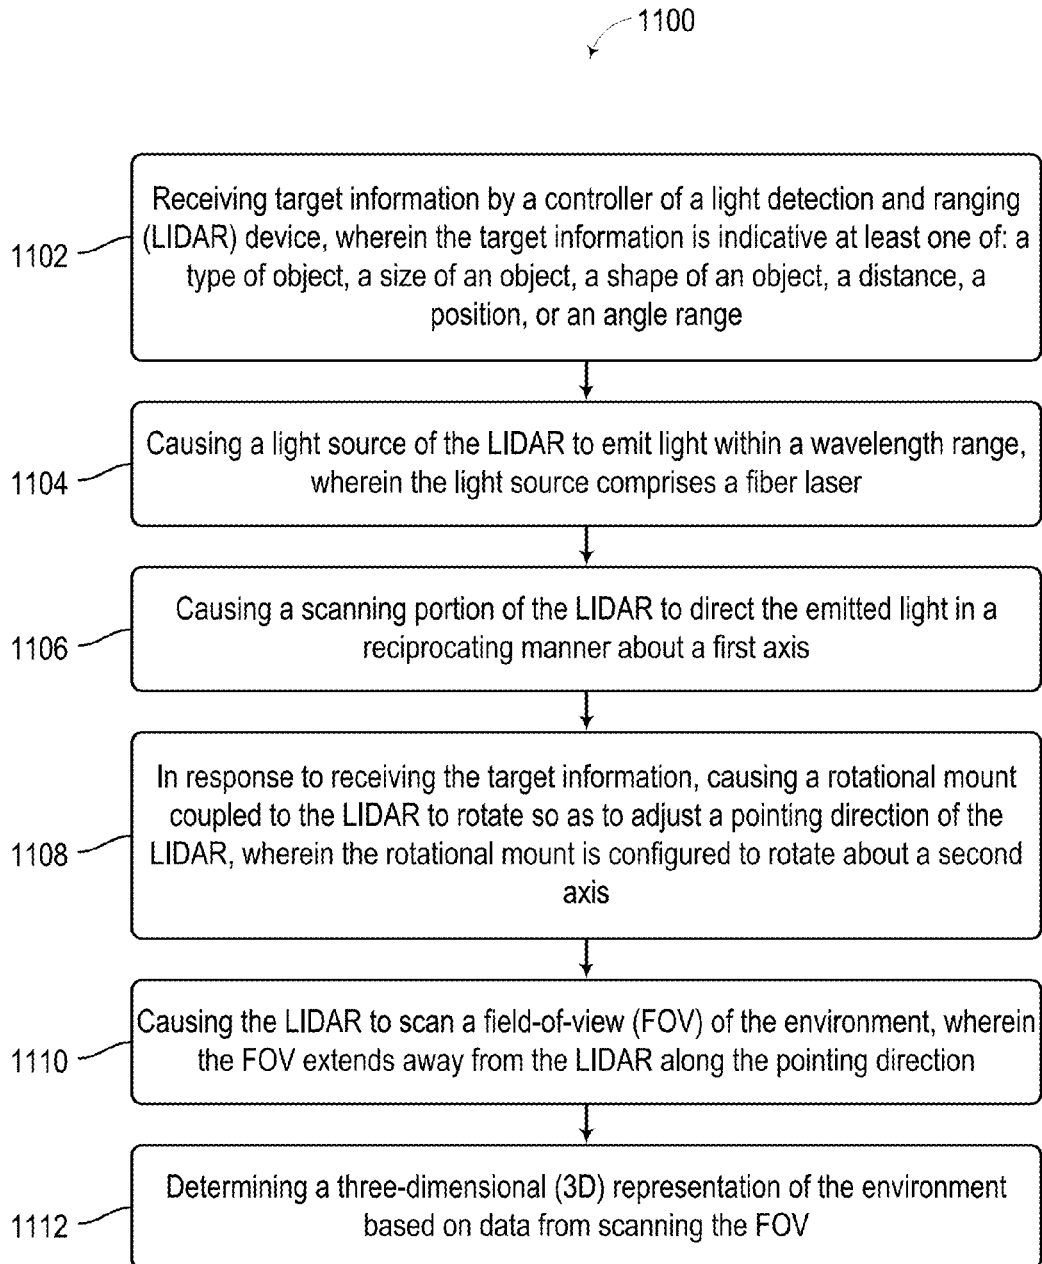 1100
Receiving target information by a controller of a light detection and ranging
(LIDAR) device, wherein the target information is indicative at least one of: a
type of object, a size of an object, a shape of an object, a distance, a
position, or an angle range
1102
Causing a light source of the LIDAR to emit light within a wavelength range,
wherein the light source comprises a fiber laser
1104
Causing a scanning portion of the LIDAR to direct the emitted light in a
reciprocating manner about a first axis
1106
In response to receiving the target information, causing a rotational mount
coupled to the LIDAR to rotate so as to adjust a pointing direction of the
LIDAR, wherein the rotational mount is configured to rotate about a second
axis
1108
Causing the LIDAR to scan a field-of-view (FOV) of the environment, wherein
the FOV extends away from the LIDAR along the pointing direction
1110
Determining a three-dimensional (3D) representation of the environment
based on data from scanning the FOV
1112